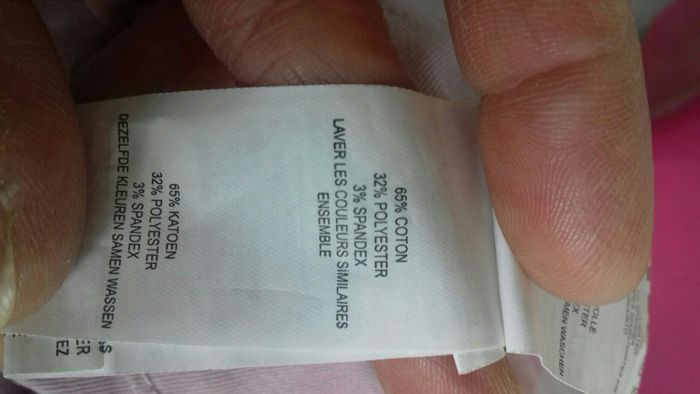 65% COTON
32% POLYESTER
3% SPANDEX
LAVER LES COULEURS SIMILAIRES
ENSEMBLE
65% KATOEN
32% POLYESTER
3% SPANDEX
DEZELFDE KLEUREN SAMEN WASSEN